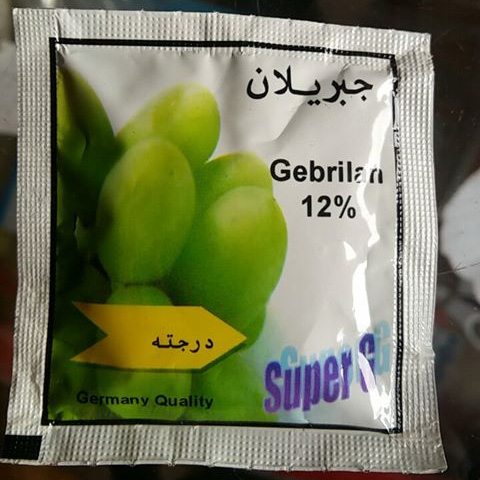 جبريلان
Gebrilan
12%
درجته
Super G
Germany Quality